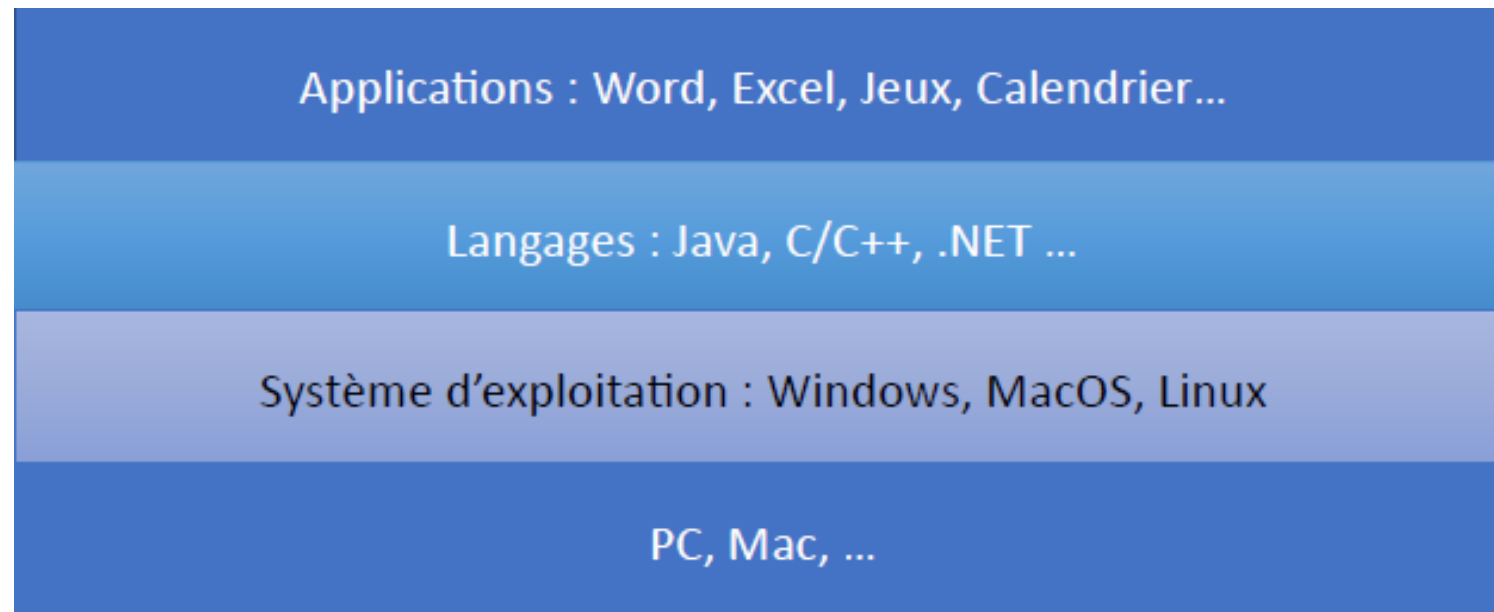 Applications : Word, Excel, Jeux, Calendrier…
Langages : Java, C/C++, .NET …
Système d’exploitation : Windows, MacOS, Linux
PC, Mac, …